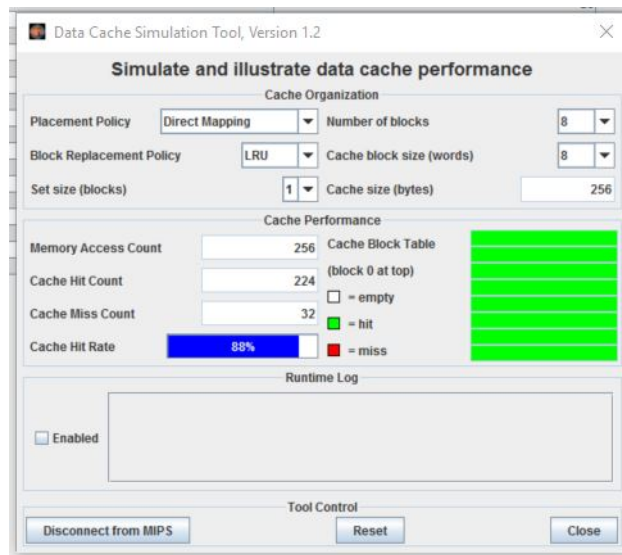 Data Cache Simulation Tool, Version 1.2
Simulate and illustrate data cache performance
Cache Organization
Placement Policy Direct Mapping Number of blocks 8
Block Replacement Policy LRU Cache block size (words) 8
Set size (blocks) 1 Cache size (bytes) 256
Cache Performance
Memory Access Count 256 Cache Block Table
(block 0 at top)
Cache Hit Count 224
= empty
Cache Miss Count 32
= hit
Cache Hit Rate 88%
= miss
Runtime Log
Enabled
Tool Control
Disconnect from MIPS Reset Close